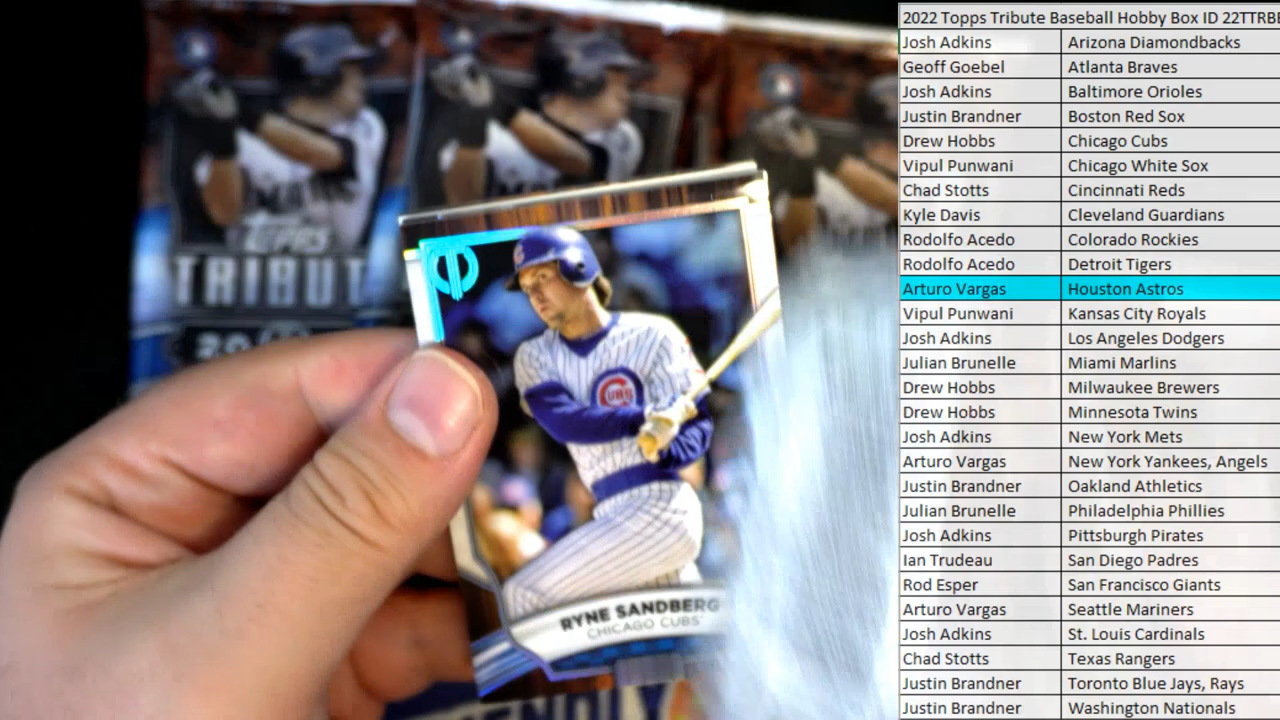 2022 Topps Tribute Baseball Hobby Box ID 22TTRB
Josh Adkins Arizona Diamondbacks
Geoff Goebel Atlanta Braves
Josh Adkins Baltimore Orioles
Justin Brandner Boston Red Sox
Drew Hobbs Chicago Cubs
Vipul Punwani Chicago White Sox
Chad Stotts Cincinnati Reds
Kyle Davis Cleveland Guardians
Rodolfo Acedo Colorado Rockies
Rodolfo Acedo Detroit Tigers
Arturo Vargas Houston Astros
Vipul Punwani Kansas City Royals
Josh Adkins Los Angeles Dodgers
Julian Brunelle Miami Marlins
Drew Hobbs Milwaukee Brewers
Drew Hobbs Minnesota Twins
Josh Adkins New York Mets
Arturo Vargas New York Yankees, Angels
Justin Brandner Oakland Athletics
Julian Brunelle Philadelphia Phillies
Josh Adkins Pittsburgh Pirates
Ian Trudeau San Diego Padres
Rod Esper San Francisco Giants
Arturo Vargas Seattle Mariners
Josh Adkins St. Louis Cardinals
Chad Stotts Texas Rangers
Justin Brandner Toronto Blue Jays, Rays
Justin Brandner Washington Nationals
Topps
TRIBUT
20
CUBS
RYNE SANDBERG
CHICAGO CUBS